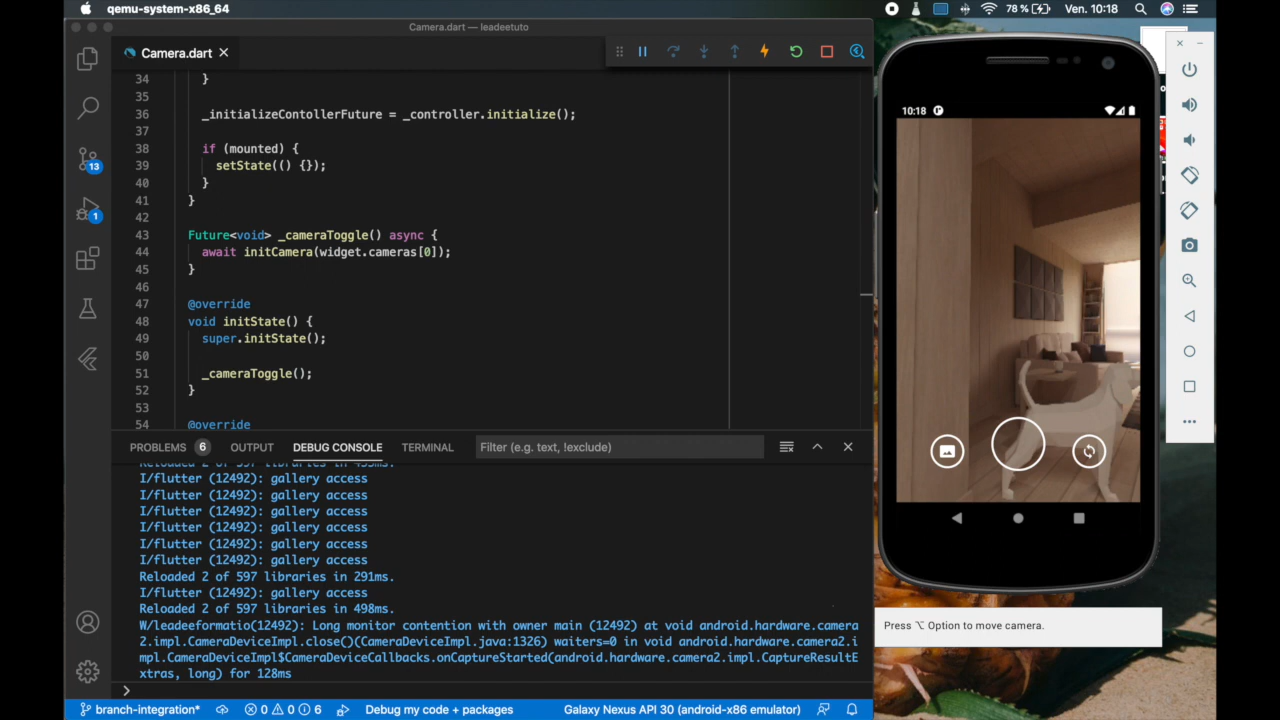 qemu-system-x86_64
78 %
Ven. 10:18
Camera.dart — leadeetuto
Camera.dart
34 }
35
36 _initializeContollerFuture = _controller.initialize();
37
38 if (mounted) {
39 setState(() {});
40 }
41 }
42
43 Future<void> _cameraToggle() async {
44 await initCamera(widget.cameras[0]);
45 }
46
47 @override
48 void initState() {
49 super.initState();
50
51 _cameraToggle();
52 }
53
54 @override
13
1
PROBLEMS 6 OUTPUT DEBUG CONSOLE TERMINAL Filter (e.g. text, !exclude)
I/flutter (12492): gallery access
I/flutter (12492): gallery access
I/flutter (12492): gallery access
I/flutter (12492): gallery access
I/flutter (12492): gallery access
I/flutter (12492): gallery access
Reloaded 2 of 597 libraries in 291ms.
I/flutter (12492): gallery access
Reloaded 2 of 597 libraries in 498ms.
W/leadeeformatio(12492): Long monitor contention with owner main (12492) at void android.hardware.camera
2.impl.CameraDeviceImpl.close()(CameraDeviceImpl.java:1326) waiters=0 in void android.hardware.camera2.i
mpl.CameraDeviceImpl$CameraDeviceCallbacks.onCaptureStarted(android.hardware.camera2.impl.CaptureResultE
xtras, long) for 128ms
branch-integration* 0 0 6 Debug my code + packages Galaxy Nexus API 30 (android-x86 emulator)
10:18
Press ⌥ Option to move camera.